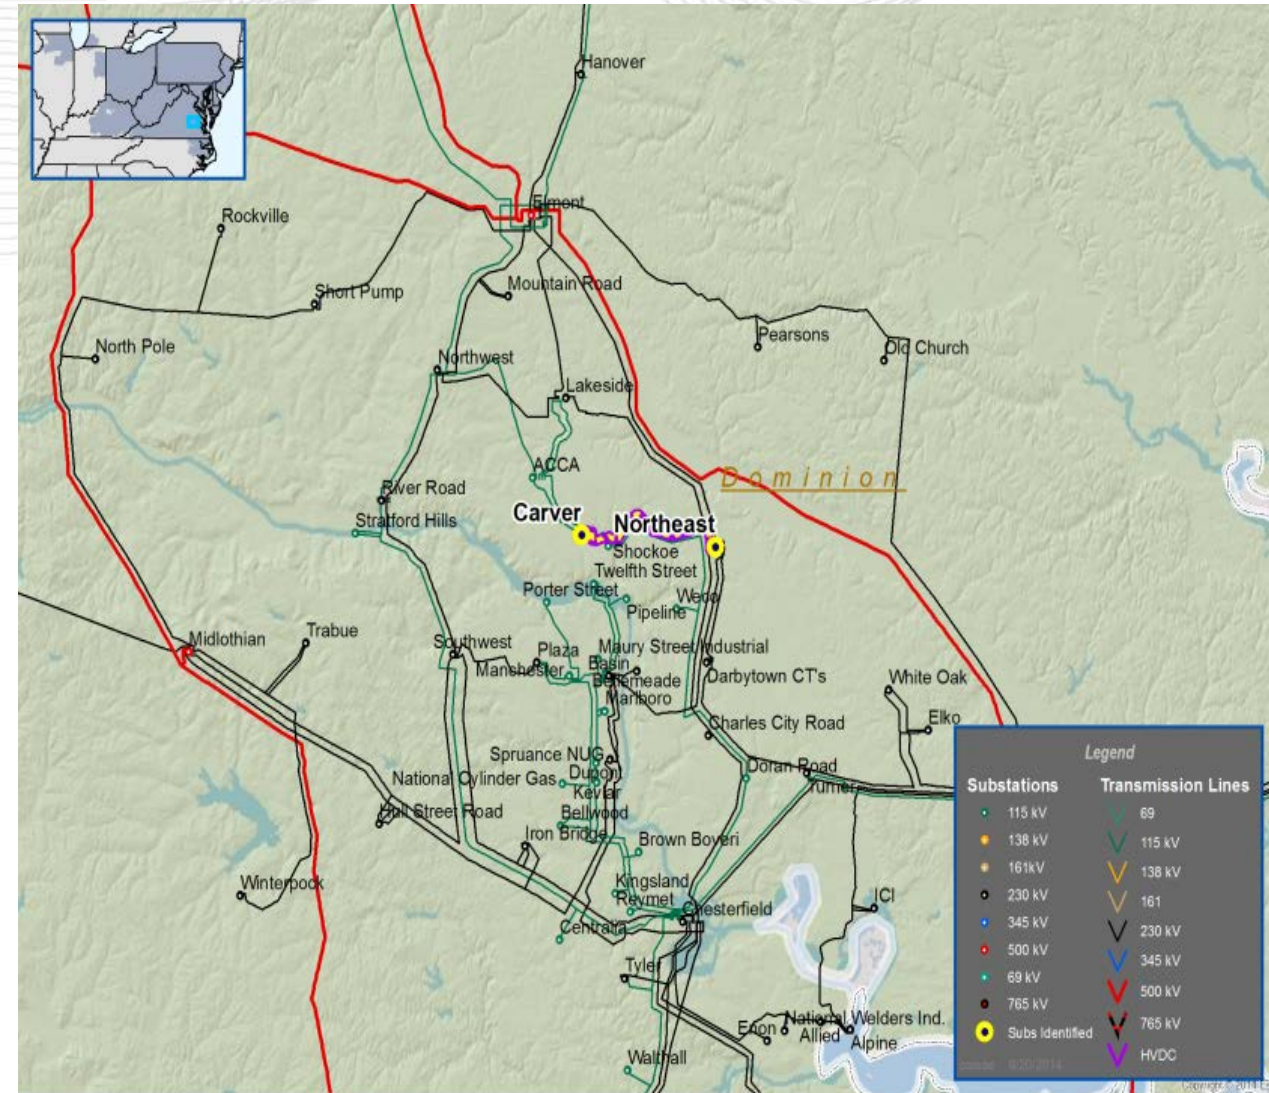 Hanover
Elmont
Rockville
Mountain Road
Short Pump
Pearsons
North Pole
Old Church
Northwest
Lakeside
ACCA
Dominion
River Road
Carver
Northeast
Stratford Hills
Shockoe
Twelfth Street
Porter Street
Weco
Pipeline
Midlothian
Trabue
Southwest
Plaza
Maury Street Industrial
Manchester
Basin
Darbytown CT's
White Oak
Marlboro
Elko
Charles City Road
Spruance NUG
Doran Road
National Cylinder Gas
Dupont
Turner
Kevlar
Hull Street Road
Bellwood
Iron Bridge
Brown Boveri
Winterpock
Kingsland
Reymet
Chesterfield
ICI
Centralia
Tyler
Enon
National Welders Ind.
Allied
Alpine
Walthall
Legend
Substations
115 kV
138 kV
161kV
230 kV
345 kV
500 kV
69 kV
765 kV
Subs Identified
Transmission Lines
69
115 kV
138 kV
161
230 kV
345 kV
500 kV
765 kV
HVDC
Copyright © 2014